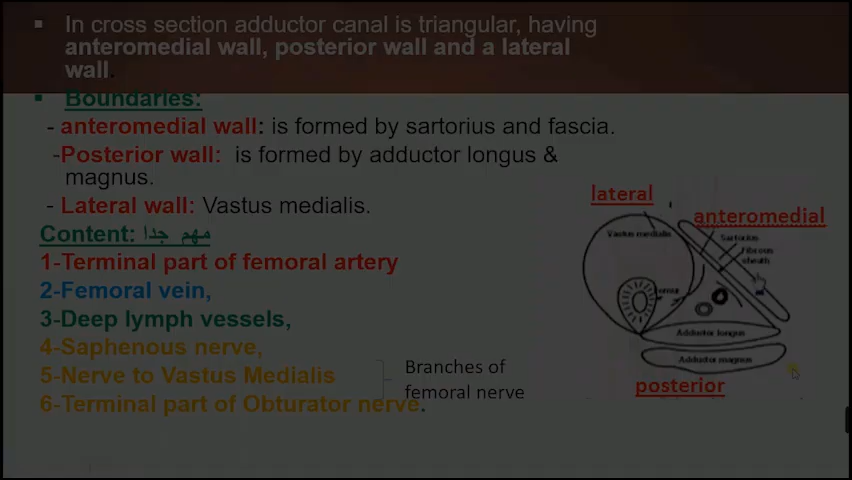 ▪ In cross section adductor canal is triangular, having
anteromedial wall, posterior wall and a lateral
wall.
▪ Boundaries:
- anteromedial wall: is formed by sartorius and fascia.
-Posterior wall: is formed by adductor longus &
magnus.
- Lateral wall: Vastus medialis.
Content: مهم جدا
1-Terminal part of femoral artery
2-Femoral vein,
3-Deep lymph vessels,
4-Saphenous nerve,
5-Nerve to Vastus Medialis
6-Terminal part of Obturator nerve.
Branches of
femoral nerve
lateral
anteromedial
Vastus medialis
Sartorius
Fibrous
sheath
Femur
Adductor longus
Adductor magnus
posterior